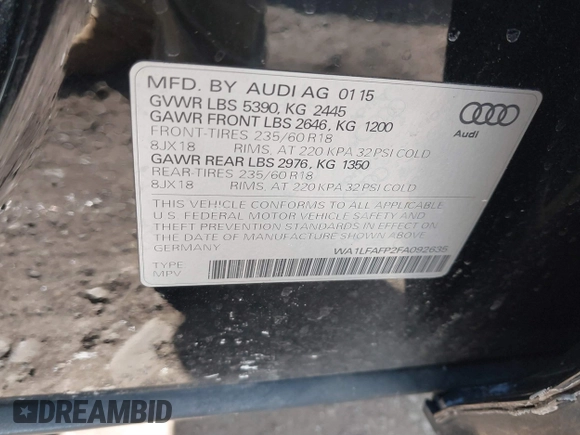 MFD. BY AUDI AG 01 15
GVWR LBS 5390, KG 2445
GAWR FRONT LBS 2646, KG 1200
FRONT-TIRES 235/60 R18
8JX18 RIMS, AT 220 KPA 32 PSI COLD
GAWR REAR LBS 2976, KG 1350
REAR-TIRES 235/60 R18
8JX18 RIMS, AT 220 KPA 32 PSI COLD
THIS VEHICLE CONFORMS TO ALL APPLICABLE
U.S. FEDERAL MOTOR VEHICLE SAFETY AND
THEFT PREVENTION STANDARDS IN EFFECT ON
THE DATE OF MANUFACTURE SHOWN ABOVE
GERMANY WA1LFAFP2FA092635
TYPE
MPV
Audi
DREAMBID